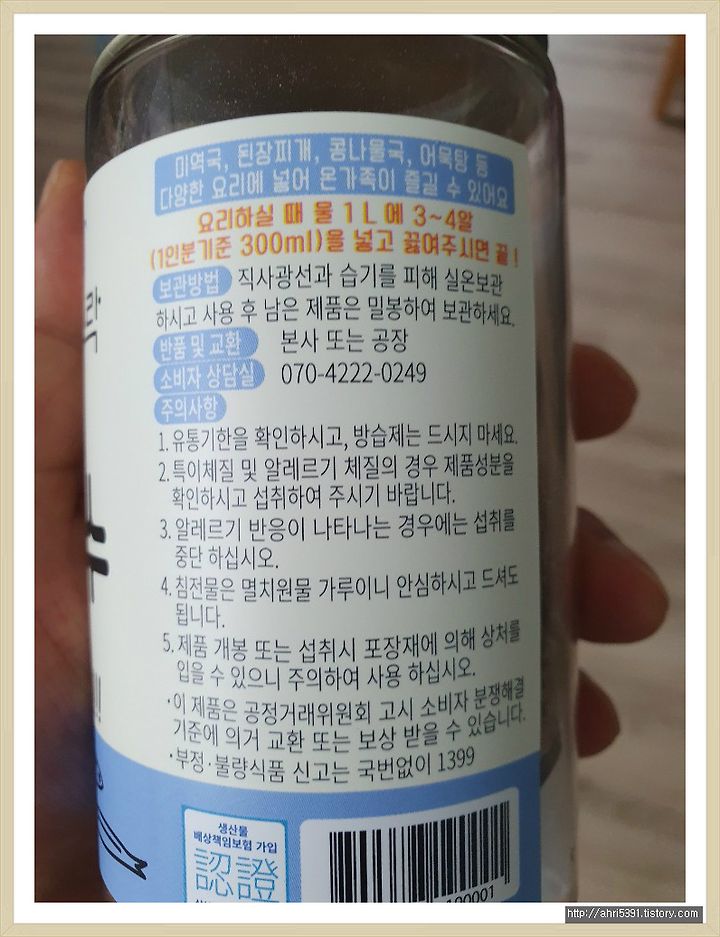 미역국, 된장찌개, 콩나물국, 어묵탕 등
다양한 요리에 넣어 온가족이 즐길 수 있어요
요리하실 때 물 1L에 3~4알
(1인분기준 300ml)을 넣고 끓여주시면 끝!
보관방법 직사광선과 습기를 피해 실온보관
하시고 사용 후 남은 제품은 밀봉하여 보관하세요.
반품 및 교환 본사 또는 공장
소비자 상담실 070-4222-0249
주의사항
1. 유통기한을 확인하시고, 방습제는 드시지 마세요.
2. 특이체질 및 알레르기 체질의 경우 제품성분을
확인하시고 섭취하여 주시기 바랍니다.
3. 알레르기 반응이 나타나는 경우에는 섭취를
중단 하십시오.
4. 침전물은 멸치원물 가루이니 안심하시고 드셔도
됩니다.
5. 제품 개봉 또는 섭취시 포장재에 의해 상처를
입을 수 있으니 주의하여 사용 하십시오.
·이 제품은 공정거래위원회 고시 소비자 분쟁해결
기준에 의거 교환 또는 보상 받을 수 있습니다.
·부정·불량식품 신고는 국번없이 1399
생산물
배상책임보험 가입
認證
http://ahri5391.tistory.com